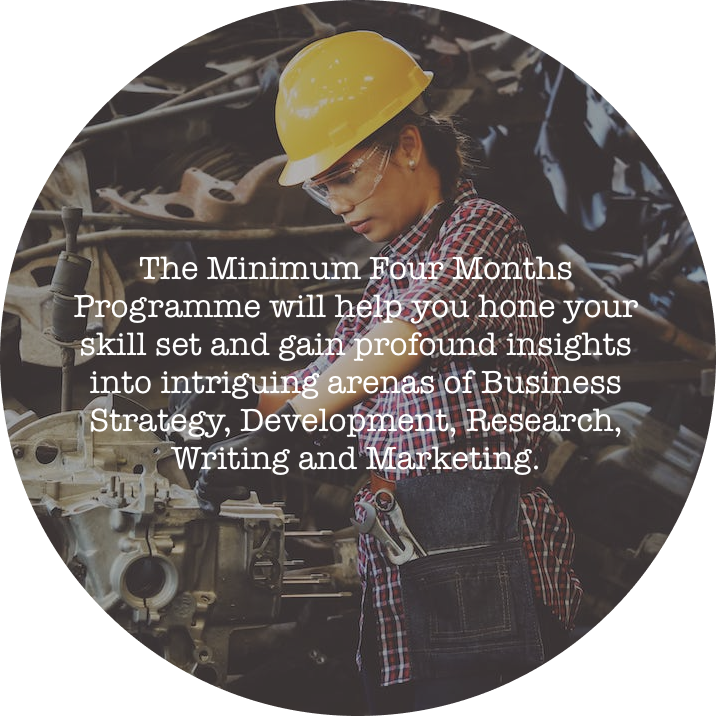 The Minimum Four Months
Programme will help you hone your
skill set and gain profound insights
into intriguing arenas of Business
Strategy, Development, Research,
Writing and Marketing.